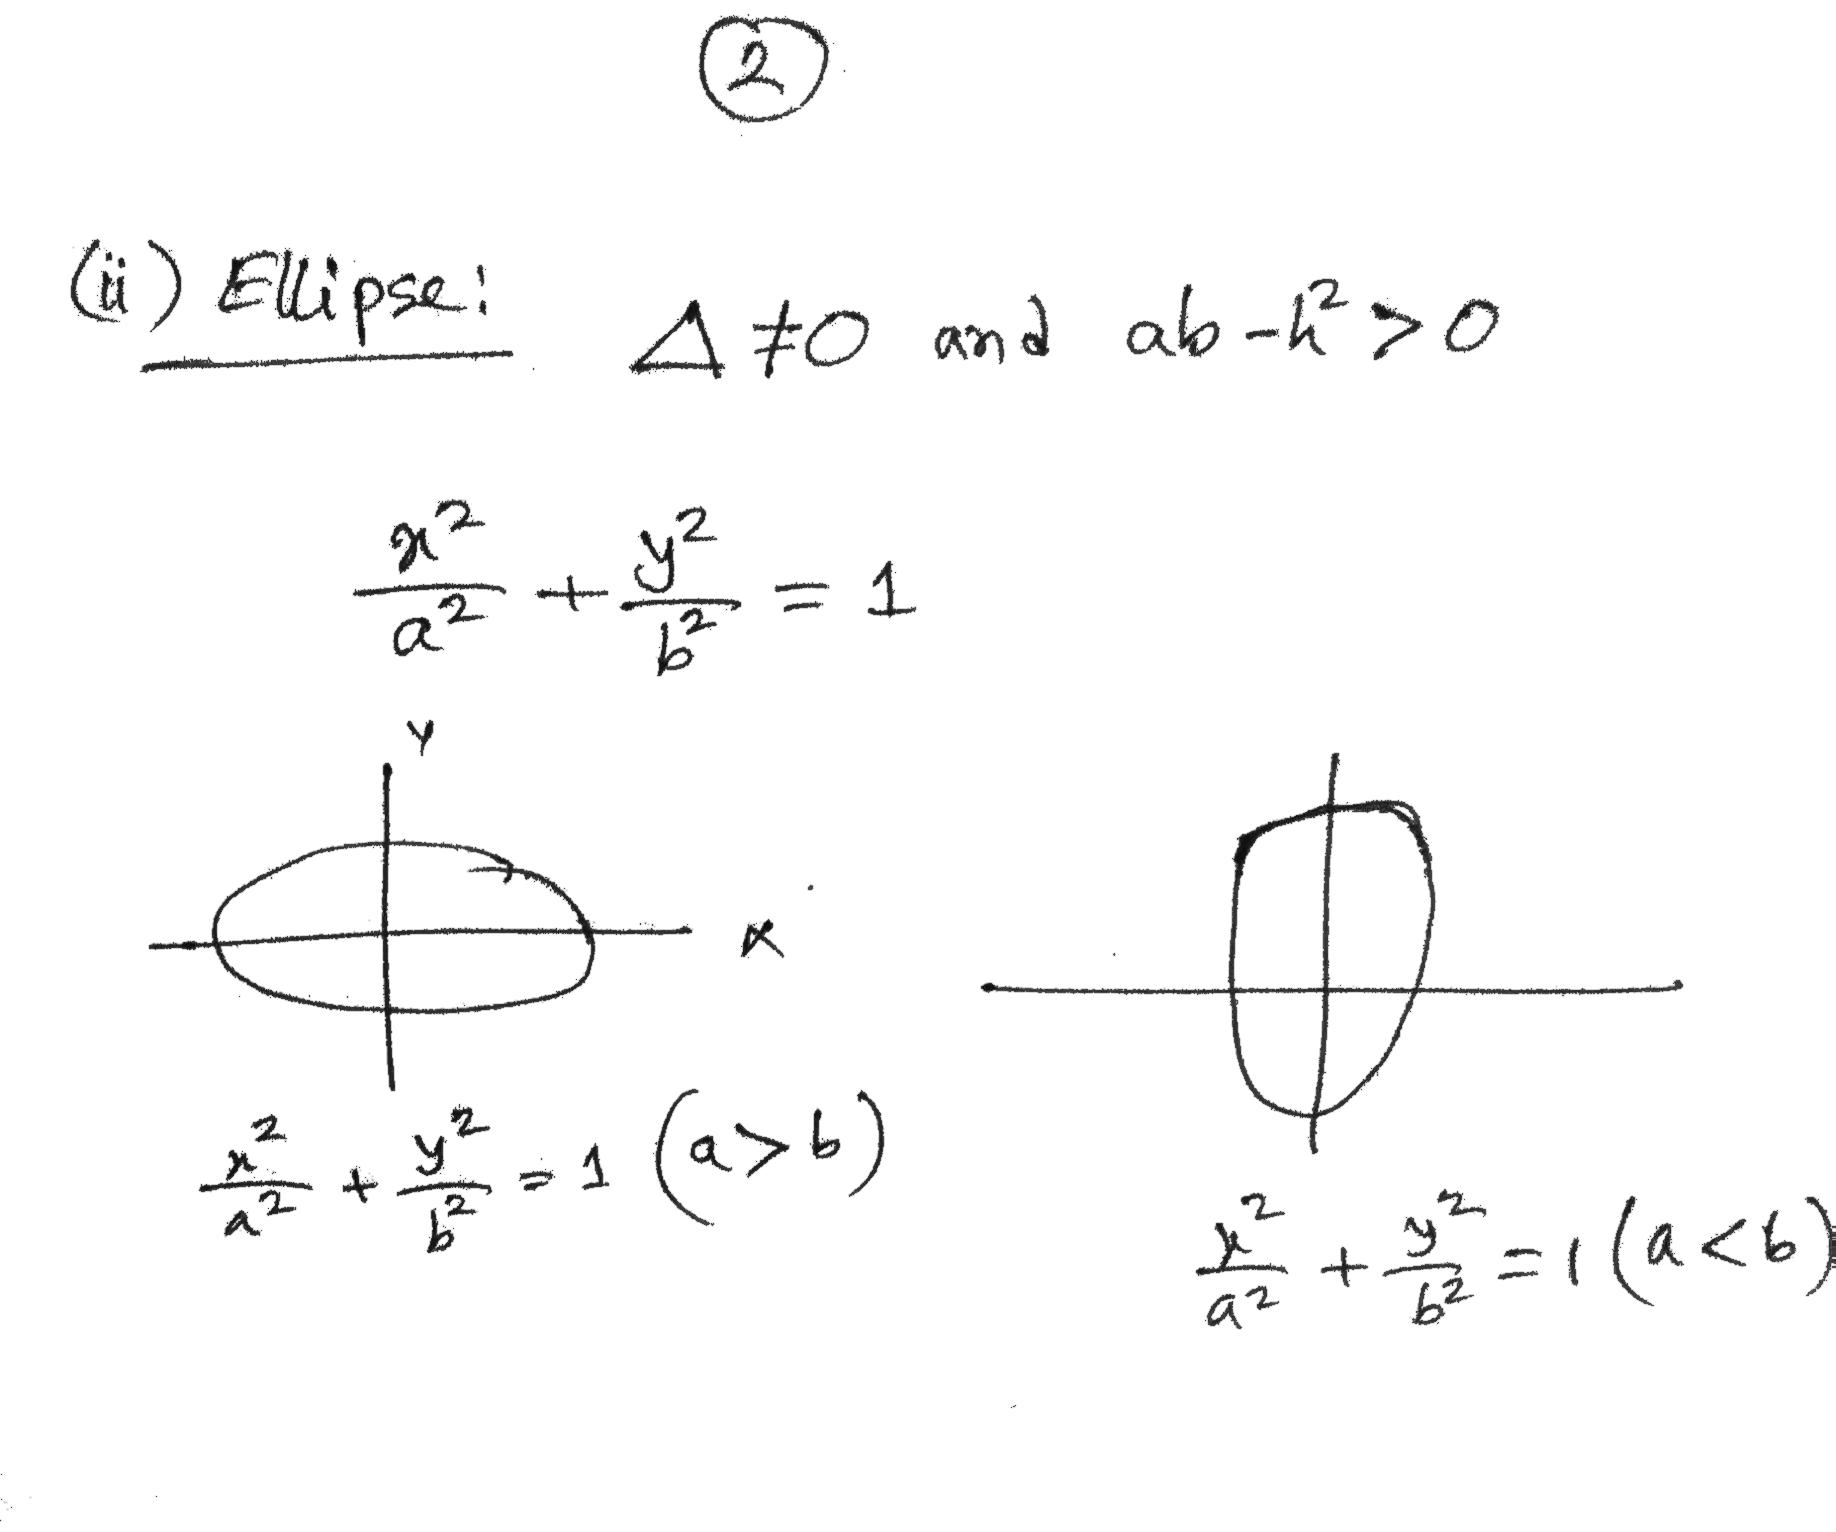 2
(ii) Ellipse: Δ ≠ 0 and ab - h² > 0
x²/a² + y²/b² = 1
Y
X
x²/a² + y²/b² = 1 (a > b)
x²/a² + y²/b² = 1 (a < b)